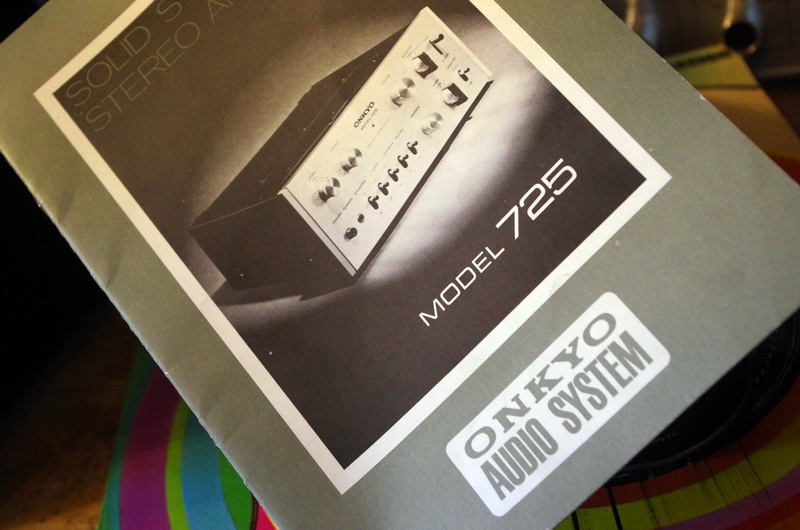 SOLID
STEREO
ONKYO
MODEL 725
ONKYO
AUDIO SYSTEM